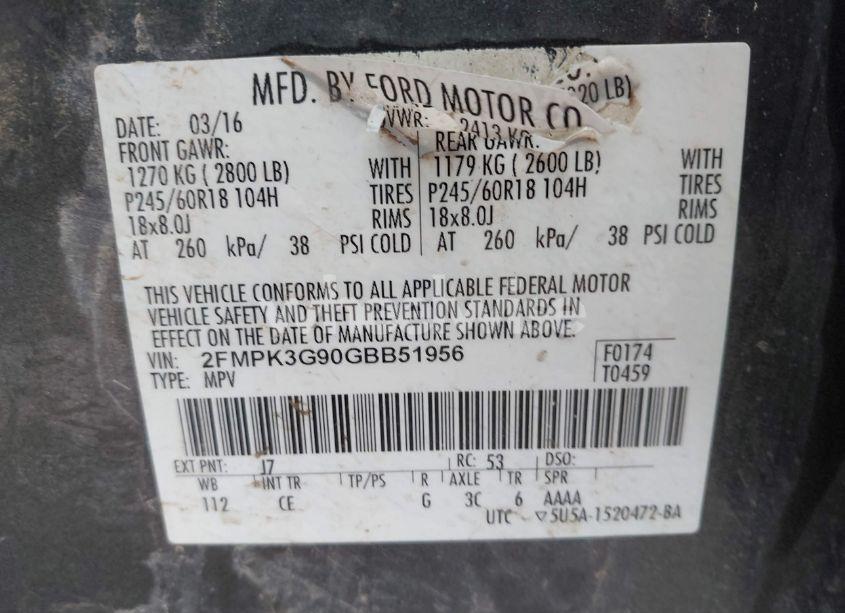 MFD. BY FORD MOTOR CO.
DATE: 03/16 VWR: 2413 KG 820 LB)
FRONT GAWR: REAR GAWR:
1270 KG ( 2800 LB) WITH 1179 KG ( 2600 LB) WITH
P245/60R18 104H TIRES P245/60R18 104H TIRES
18x8.0J RIMS 18x8.0J RIMS
AT 260 kPa/ 38 PSI COLD AT 260 kPa/ 38 PSI COLD
THIS VEHICLE CONFORMS TO ALL APPLICABLE FEDERAL MOTOR
VEHICLE SAFETY AND THEFT PREVENTION STANDARDS IN
EFFECT ON THE DATE OF MANUFACTURE SHOWN ABOVE.
VIN: 2FMPK3G90GBB51956 F0174
TYPE: MPV T0459
EXT PNT: J7 RC: 53 DSO:
WB INT TR TP/PS R AXLE TR SPR
112 CE G 3C 6 AAAA
UTC ▽5U5A-1520472-BA